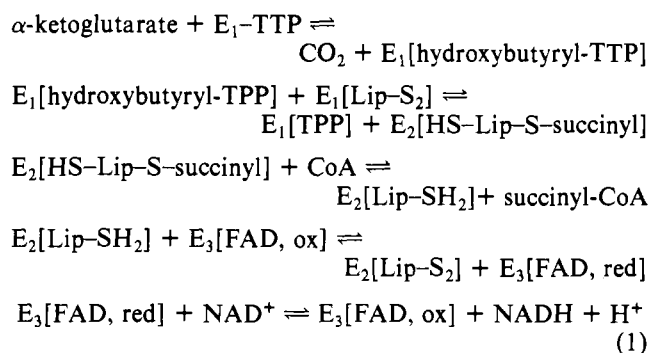 α-ketoglutarate + E₁–TTP ⇌
CO₂ + E₁[hydroxybutyryl-TTP]
E₁[hydroxybutyryl-TPP] + E₁[Lip–S₂] ⇌
E₁[TPP] + E₂[HS–Lip–S–succinyl]
E₂[HS–Lip–S–succinyl] + CoA ⇌
E₂[Lip–SH₂]+ succinyl-CoA
E₂[Lip–SH₂] + E₃[FAD, ox] ⇌
E₂[Lip–S₂] + E₃[FAD, red]
E₃[FAD, red] + NAD⁺ ⇌ E₃[FAD, ox] + NADH + H⁺
(1)